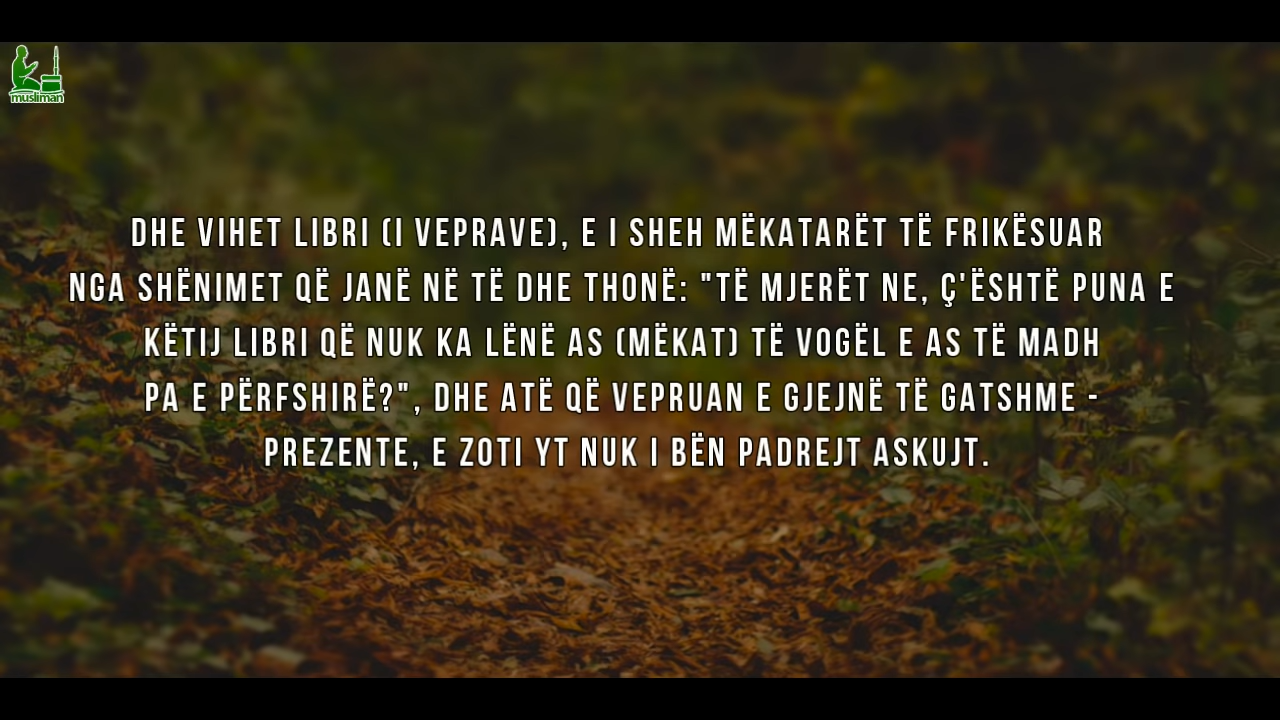 musliman
DHE VIHET LIBRI (I VEPRAVE), E I SHEH MËKATARËT TË FRIKËSUAR
NGA SHËNIMET QË JANË NË TË DHE THONË: "TË MJERËT NE, Ç'ËSHTË PUNA E
KËTIJ LIBRI QË NUK KA LËNË AS (MËKAT) TË VOGËL E AS TË MADH
PA E PËRFSHIRË?", DHE ATË QË VEPRUAN E GJEJNË TË GATSHME -
PREZENTE, E ZOTI YT NUK I BËN PADREJT ASKUJT.